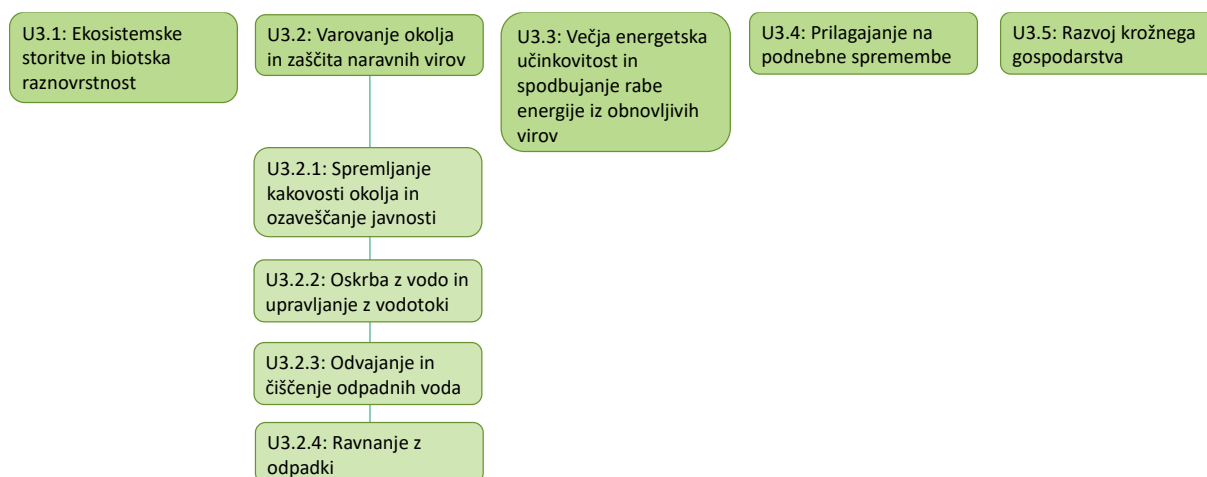 U3.1: Ekosistemske
storitve in biotska
raznovrstnost
U3.2: Varovanje okolja
in zaščita naravnih virov
U3.3: Večja energetska
učinkovitost in
spodbujanje rabe
energije iz obnovljivih
virov
U3.4: Prilagajanje na
podnebne spremembe
U3.5: Razvoj krožnega
gospodarstva
U3.2.1: Spremljanje
kakovosti okolja in
ozaveščanje javnosti
U3.2.2: Oskrba z vodo in
upravljanje z vodotoki
U3.2.3: Odvajanje in
čiščenje odpadnih voda
U3.2.4: Ravnanje z
odpadki